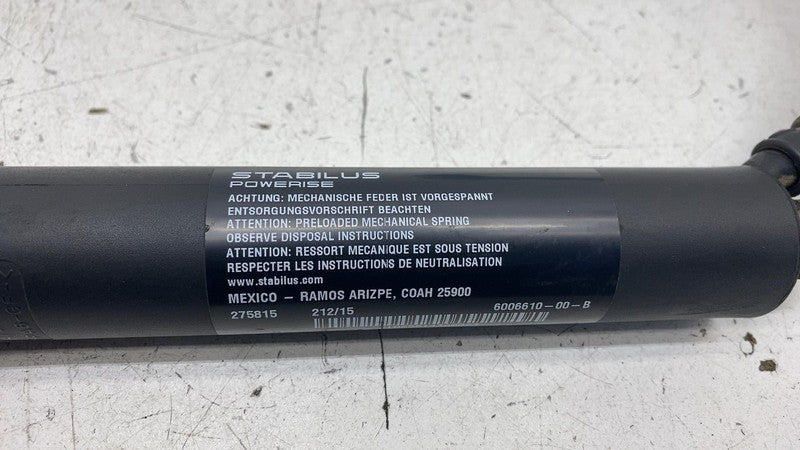 STABILUS
POWERISE
ACHTUNG: MECHANISCHE FEDER IST VORGESPANNT
ENTSORGUNGSVORSCHRIFT BEACHTEN
ATTENTION: PRELOADED MECHANICAL SPRING
OBSERVE DISPOSAL INSTRUCTIONS
ATTENTION: RESSORT MECANIQUE EST SOUS TENSION
RESPECTER LES INSTRUCTIONS DE NEUTRALISATION
www.stabilus.com
MEXICO – RAMOS ARIZPE, COAH 25900
275815 212/15 6006610-00-B